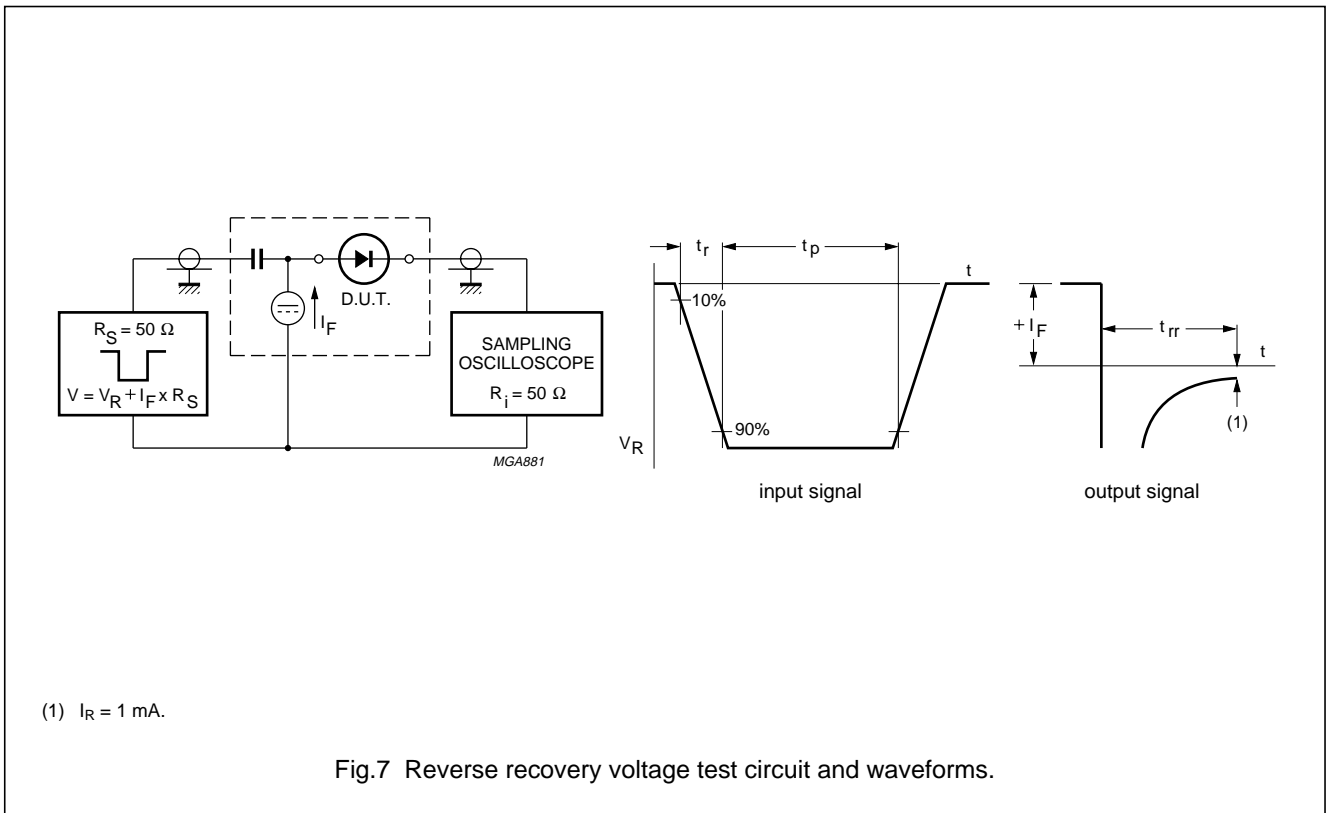 D.U.T.
I_F
R_S = 50 Ω
V = V_R + I_F x R_S
SAMPLING
OSCILLOSCOPE
R_i = 50 Ω
MGA881
t_r
t_p
t
10%
90%
V_R
input signal
+ I_F
t_rr
t
(1)
output signal
(1) I_R = 1 mA.
Fig.7 Reverse recovery voltage test circuit and waveforms.